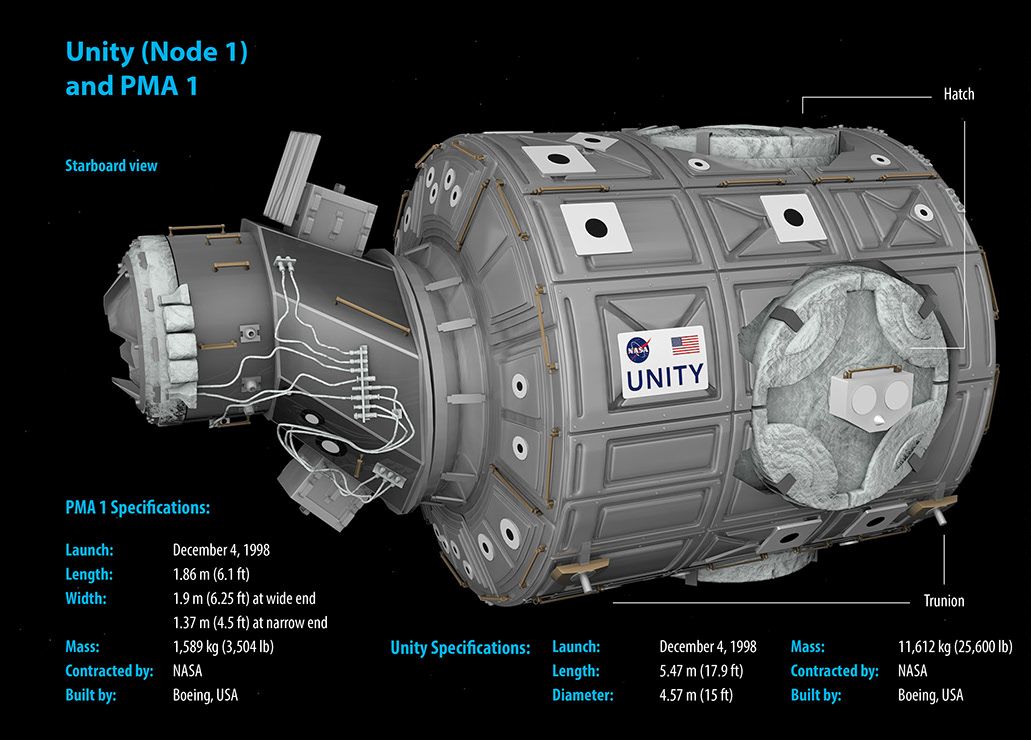 Unity (Node 1)
and PMA 1
Starboard view
Hatch
NASA
UNITY
Trunion
PMA 1 Specifications:
Launch: December 4, 1998
Length: 1.86 m (6.1 ft)
Width: 1.9 m (6.25 ft) at wide end
1.37 m (4.5 ft) at narrow end
Mass: 1,589 kg (3,504 lb)
Contracted by: NASA
Built by: Boeing, USA
Unity Specifications:
Launch: December 4, 1998
Length: 5.47 m (17.9 ft)
Diameter: 4.57 m (15 ft)
Mass: 11,612 kg (25,600 lb)
Contracted by: NASA
Built by: Boeing, USA